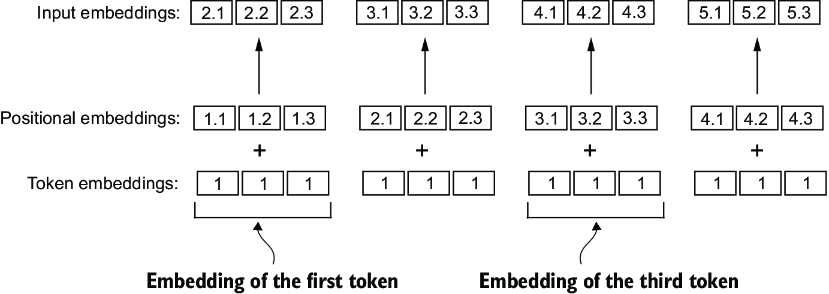 Input embeddings: 2.1 2.2 2.3 3.1 3.2 3.3 4.1 4.2 4.3 5.1 5.2 5.3
Positional embeddings: 1.1 1.2 1.3 2.1 2.2 2.3 3.1 3.2 3.3 4.1 4.2 4.3
+ + + +
Token embeddings: 1 1 1 1 1 1 1 1 1 1 1 1
Embedding of the first token Embedding of the third token